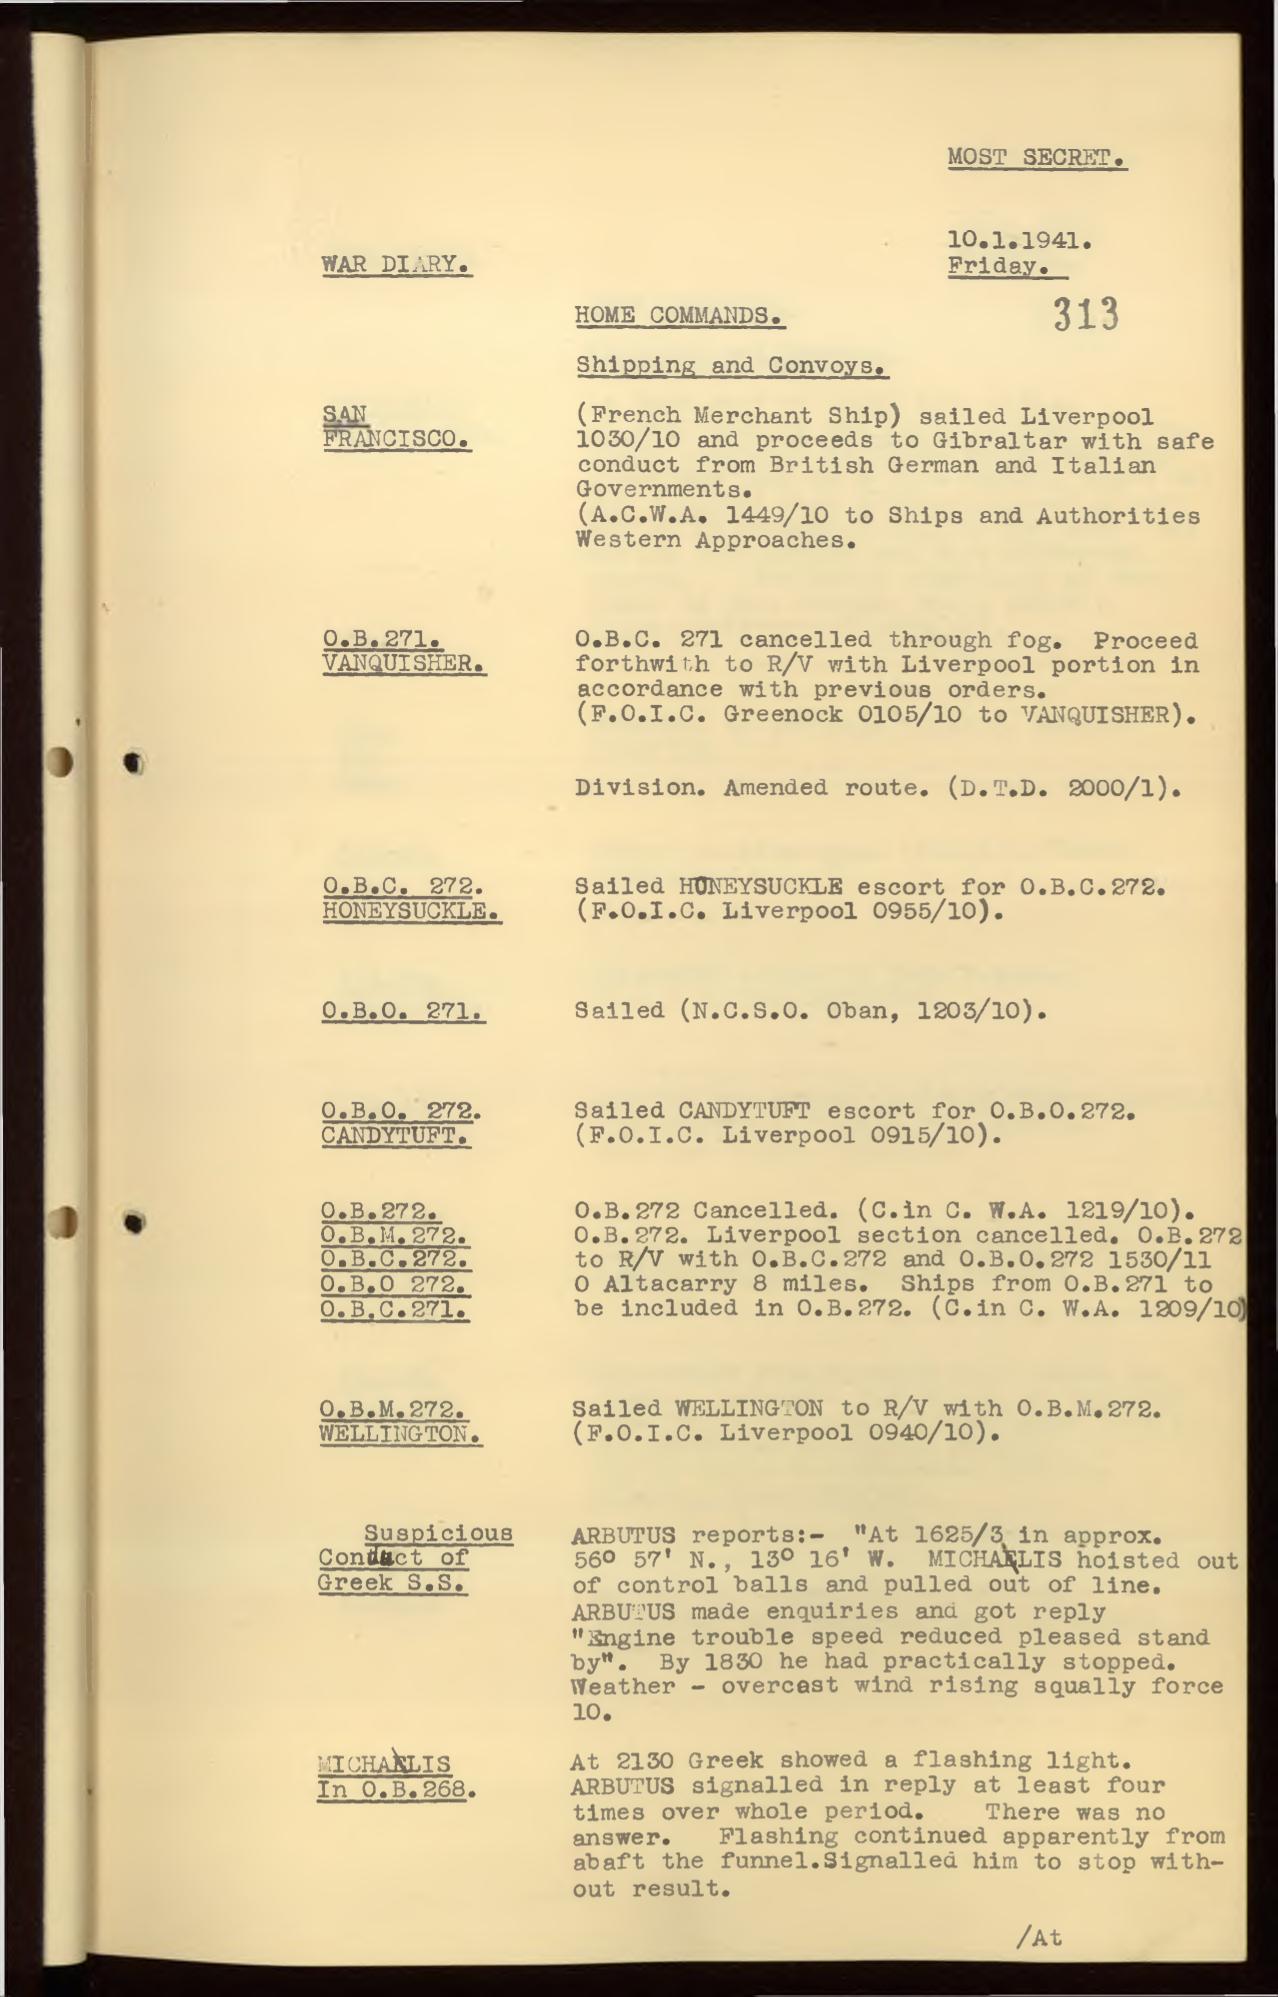 MOST SECRET.
10.1.1941.
WAR DIARY. Friday.
HOME COMMANDS. 313
Shipping and Convoys.
SAN (French Merchant Ship) sailed Liverpool
FRANCISCO. 1030/10 and proceeds to Gibraltar with safe
conduct from British German and Italian
Governments.
(A.C.W.A. 1449/10 to Ships and Authorities
Western Approaches.
O.B.271. O.B.C. 271 cancelled through fog. Proceed
VANQUISHER. forthwith to R/V with Liverpool portion in
accordance with previous orders.
(F.O.I.C. Greenock 0105/10 to VANQUISHER).
Division. Amended route. (D.T.D. 2000/1).
O.B.C. 272. Sailed HONEYSUCKLE escort for O.B.C.272.
HONEYSUCKLE. (F.O.I.C. Liverpool 0955/10).
O.B.O. 271. Sailed (N.C.S.O. Oban, 1203/10).
O.B.O. 272. Sailed CANDYTUFT escort for O.B.O.272.
CANDYTUFT. (F.O.I.C. Liverpool 0915/10).
O.B.272. O.B.272 Cancelled. (C.in C. W.A. 1219/10).
O.B.M.272. O.B.272. Liverpool section cancelled. O.B.272
O.B.C.272. to R/V with O.B.C.272 and O.B.O.272 1530/11
O.B.O 272. O Altacarry 8 miles. Ships from O.B.271 to
O.B.C.271. be included in O.B.272. (C.in C. W.A. 1209/10)
O.B.M.272. Sailed WELLINGTON to R/V with O.B.M.272.
WELLINGTON. (F.O.I.C. Liverpool 0940/10).
Suspicious ARBUTUS reports:- "At 1625/3 in approx.
Conduct of 56° 57' N., 13° 16' W. MICHAELIS hoisted out
Greek S.S. of control balls and pulled out of line.
ARBUTUS made enquiries and got reply
"Engine trouble speed reduced pleased stand
by". By 1830 he had practically stopped.
Weather - overcast wind rising squally force
10.
MICHAELIS At 2130 Greek showed a flashing light.
In O.B.268. ARBUTUS signalled in reply at least four
times over whole period. There was no
answer. Flashing continued apparently from
abaft the funnel.Signalled him to stop with-
out result.
/At